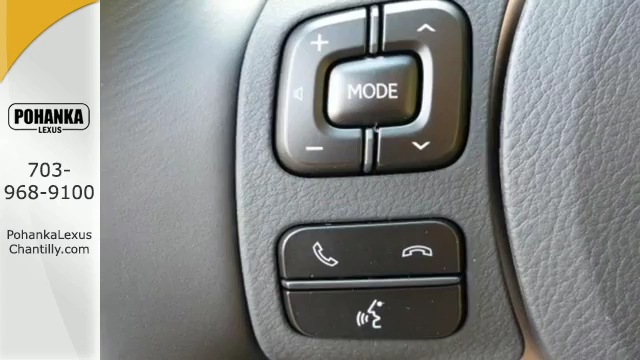 POHANKA
LEXUS
703-
968-9100
PohankaLexus
Chantilly.com
+
MODE
−